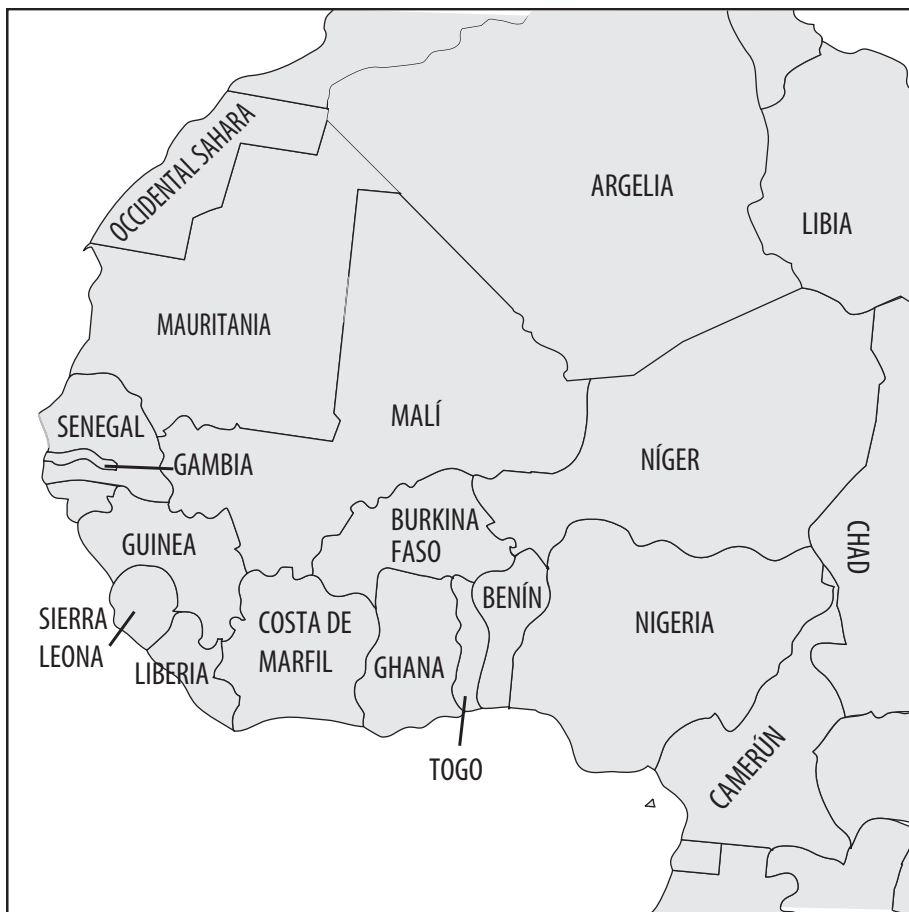 OCCIDENTAL SAHARA
ARGELIA
LIBIA
MAURITANIA
SENEGAL
MALÍ
GAMBIA
NÍGER
BURKINA
FASO
CHAD
GUINEA
BENÍN
SIERRA
LEONA
COSTA DE
MARFIL
NIGERIA
LIBERIA
GHANA
TOGO
CAMERÚN